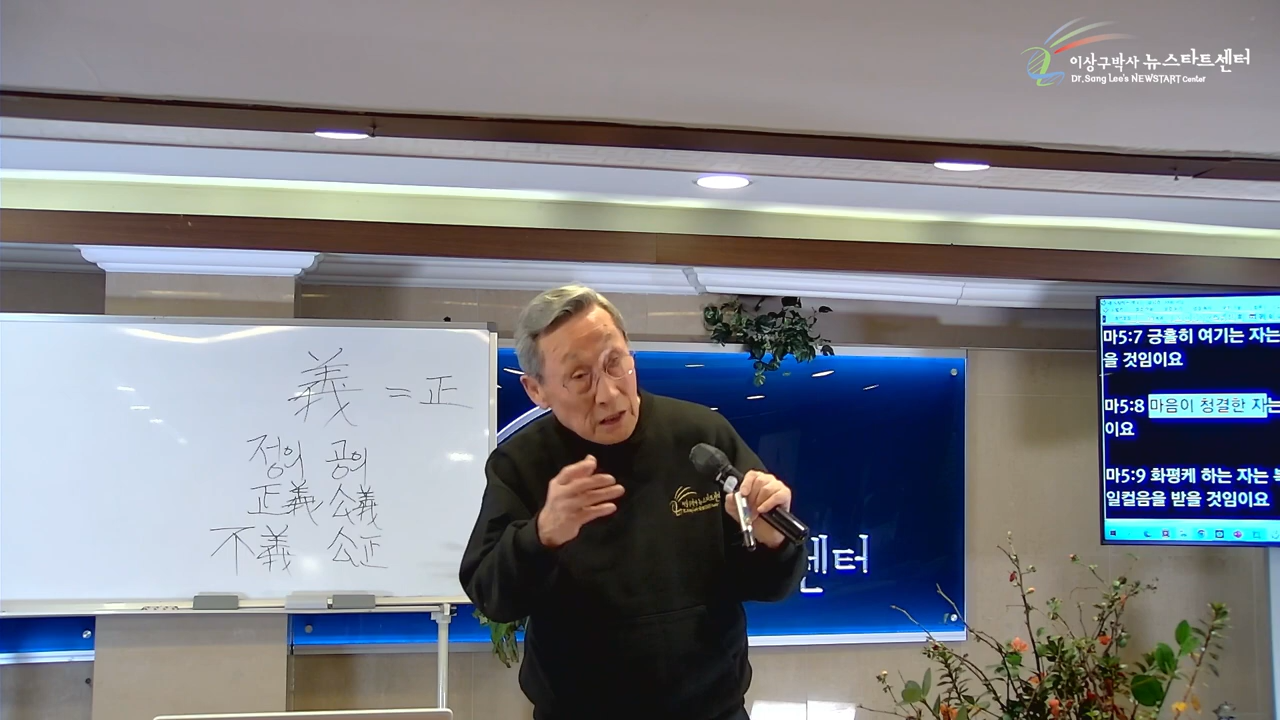 이상구박사 뉴스타트센터
Dr.Sang Lee's NEWSTART Center
義 = 正
정의 공의
正義 公義
不義 公正
센터
마5:7 긍휼히 여기는 자는
을 것임이요
마5:8 마음이 청결한 자는
이요
마5:9 화평케 하는 자는
일컬음을 받을 것임이요